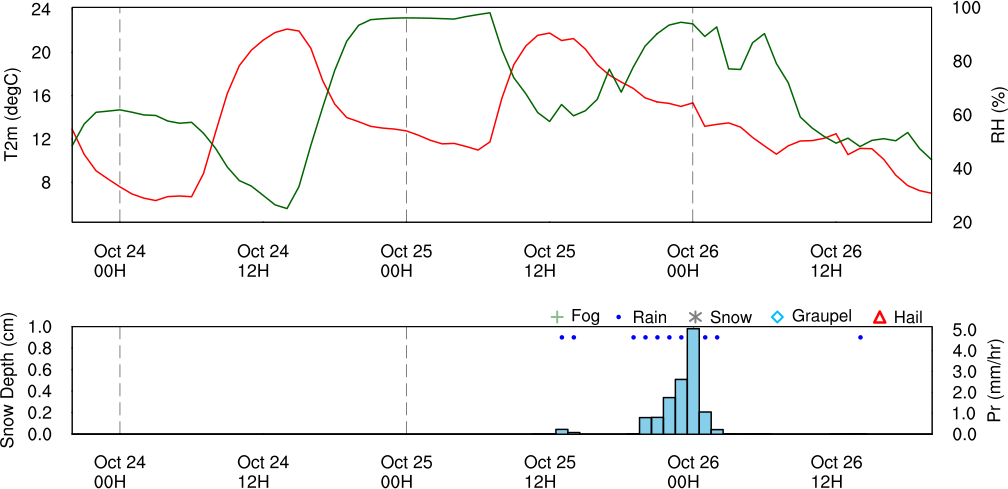 T2m (degC)
24
20
16
12
8
100
80
60
40
20
RH (%)
Oct 24 Oct 24 Oct 25 Oct 25 Oct 26 Oct 26
00H 12H 00H 12H 00H 12H
Fog Rain Snow Graupel Hail
Snow Depth (cm)
1.0
0.8
0.6
0.4
0.2
0.0
5.0
4.0
3.0
2.0
1.0
0.0
Pr (mm/hr)
Oct 24 Oct 24 Oct 25 Oct 25 Oct 26 Oct 26
00H 12H 00H 12H 00H 12H